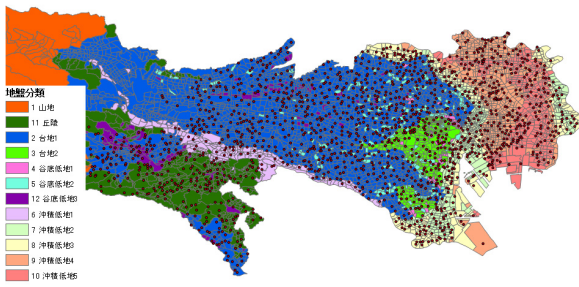 地盤分類
1 山地
11 丘陵
2 台地1
3 台地2
4 谷底低地1
5 谷底低地2
12 谷底低地3
6 沖積低地1
7 沖積低地2
8 沖積低地3
9 沖積低地4
10 沖積低地5